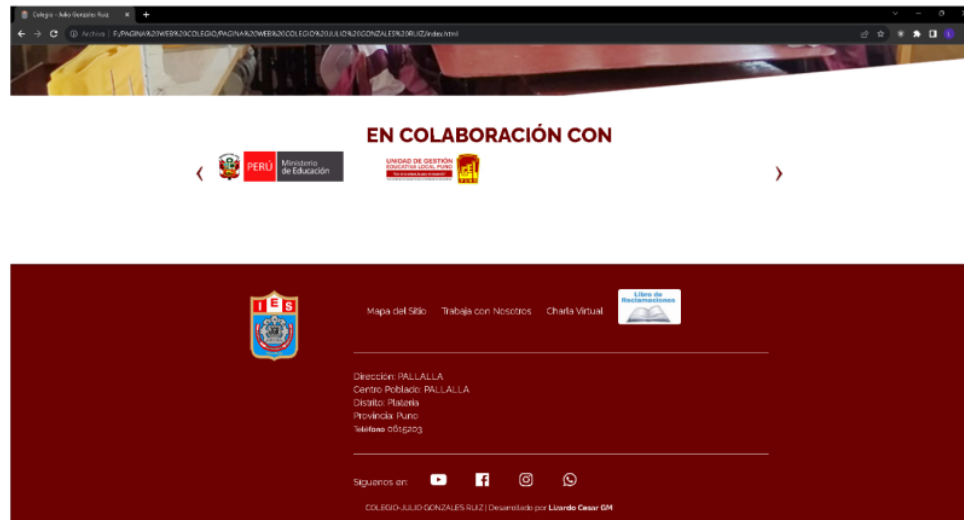 Colegio - Julio Gonzales Ruiz
Archivo | F:/PAGINA%20WEB%20COLEGIO/PAGINA%20WEB%20COLEGIO%20JULIO%20GONZALES%20RUIZ/index.html
EN COLABORACIÓN CON
PERÚ
Ministerio
de Educación
UNIDAD DE GESTIÓN
EDUCATIVA LOCAL PUNO
PUNO
IES
Mapa del Sitio
Trabaja con Nosotros
Charla Virtual
Libro de
Reclamaciones
Dirección: PALLALLA
Centro Poblado: PALLALLA
Distrito: Plateria
Provincia: Puno
Teléfono 0615203
Siguenos en:
COLEGIO-JULIO GONZALES RUIZ | Desarrollado por Lizardo Cesar GM